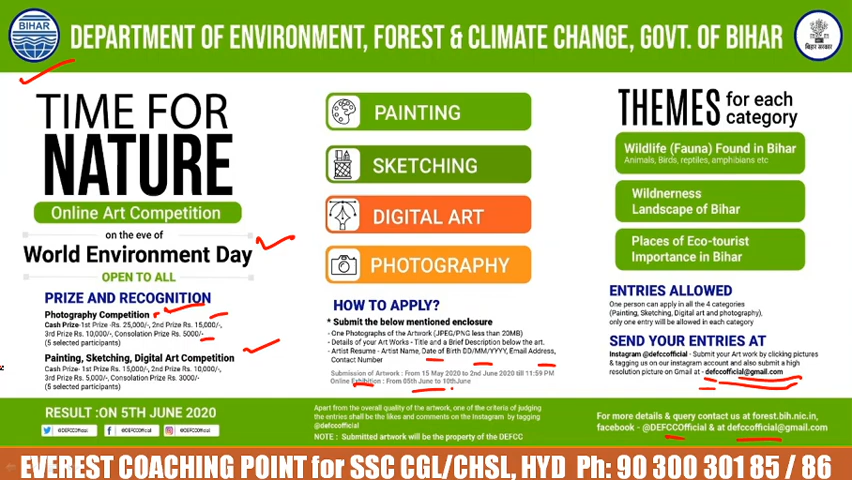 BIHAR
DEPARTMENT OF ENVIRONMENT, FOREST & CLIMATE CHANGE, GOVT. OF BIHAR
बिहार सरकार
TIME FOR
NATURE
Online Art Competition
on the eve of
World Environment Day
OPEN TO ALL
PRIZE AND RECOGNITION
Photography Competition
Cash Prize-1st Prize -Rs. 25,000/-, 2nd Prize Rs. 15,000/-,
3rd Prize Rs. 10,000/-, Consolation Prize Rs. 5000/-
(5 selected participants)
Painting, Sketching, Digital Art Competition
Cash Prize-1st Prize Rs. 15,000/-, 2nd Prize Rs. 10,000/-,
3rd Prize Rs. 5,000/-, Consolation Prize Rs. 3000/-
(5 selected participants)
PAINTING
SKETCHING
DIGITAL ART
PHOTOGRAPHY
HOW TO APPLY?
* Submit the below mentioned enclosure
- One Photographs of the Artwork (JPEG/PNG less than 20MB)
- Details of your Art Works - Title and a Brief Description below the art.
- Artist Resume - Artist Name, Date of Birth DD/MM/YYYY, Email Address,
Contact Number
Submission of Artwork : From 15 May 2020 to 2nd June 2020 till 11:59 PM
Online Exhibition : From 05th June to 10thJune
THEMES for each
category
Wildlife (Fauna) Found in Bihar
Animals, Birds, reptiles, amphibians etc
Wildnerness
Landscape of Bihar
Places of Eco-tourist
Importance in Bihar
ENTRIES ALLOWED
One person can apply in all the 4 categories
(Painting, Sketching, Digital art and photography),
only one entry will be allowed in each category
SEND YOUR ENTRIES AT
Instagram @defccofficial - Submit your Art work by clicking pictures
& tagging us on our instagram account and also submit a high
resolution picture on Gmail at - defccofficial@gmail.com
RESULT :ON 5TH JUNE 2020
@DEFCCOfficial
@DEFCCOfficial
@DEFCCOfficial
Apart from the overall quality of the artwork, one of the criteria of judging
the entries shall be the likes and comments on the Instagram by tagging
@defccofficial
NOTE : Submitted artwork will be the property of the DEFCC
For more details & query contact us at forest.bih.nic.in,
facebook - @DEFCCOfficial & at defccofficial@gmail.com
EVEREST COACHING POINT for SSC CGL/CHSL, HYD Ph: 90 300 301 85 / 86